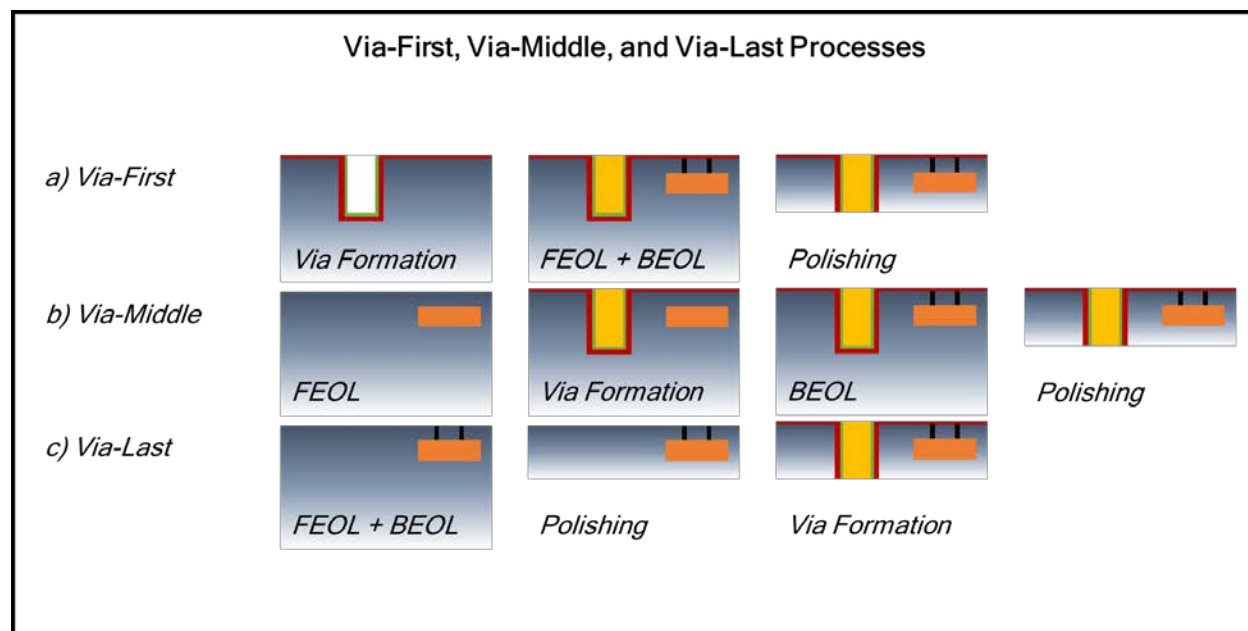 Via-First, Via-Middle, and Via-Last Processes
a) Via-First
Via Formation
FEOL + BEOL
Polishing
b) Via-Middle
FEOL
Via Formation
BEOL
Polishing
c) Via-Last
FEOL + BEOL
Polishing
Via Formation